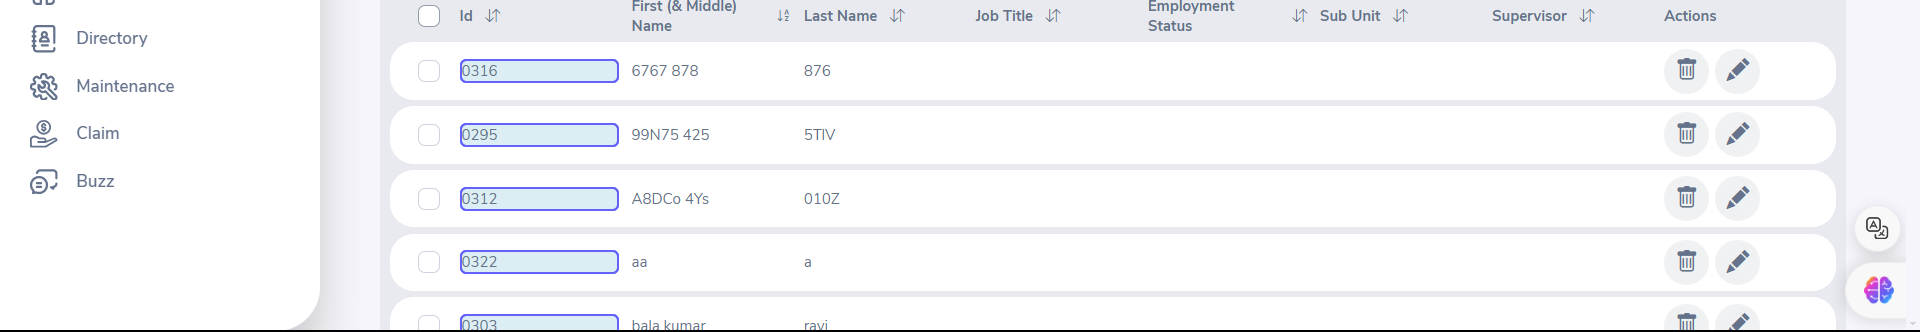 Directory
Maintenance
Claim
Buzz
Id First (& Middle) Name Last Name Job Title Employment Status Sub Unit Supervisor Actions
0316 6767 878 876
0295 99N75 425 5TIV
0312 A8DCo 4Ys 010Z
0322 aa a
0303 bala kumar ravi